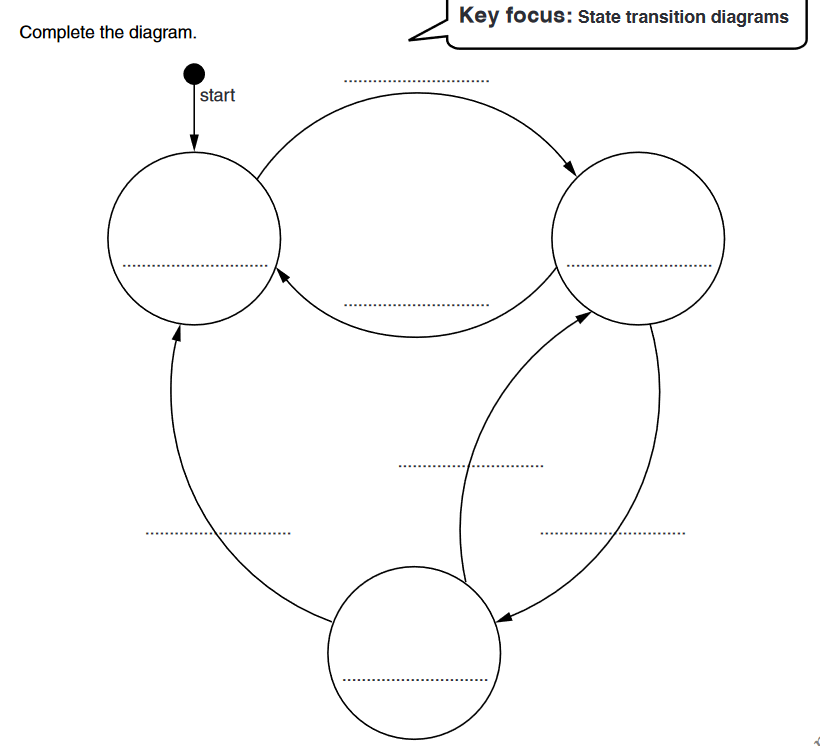 Key focus: State transition diagrams
Complete the diagram.
start